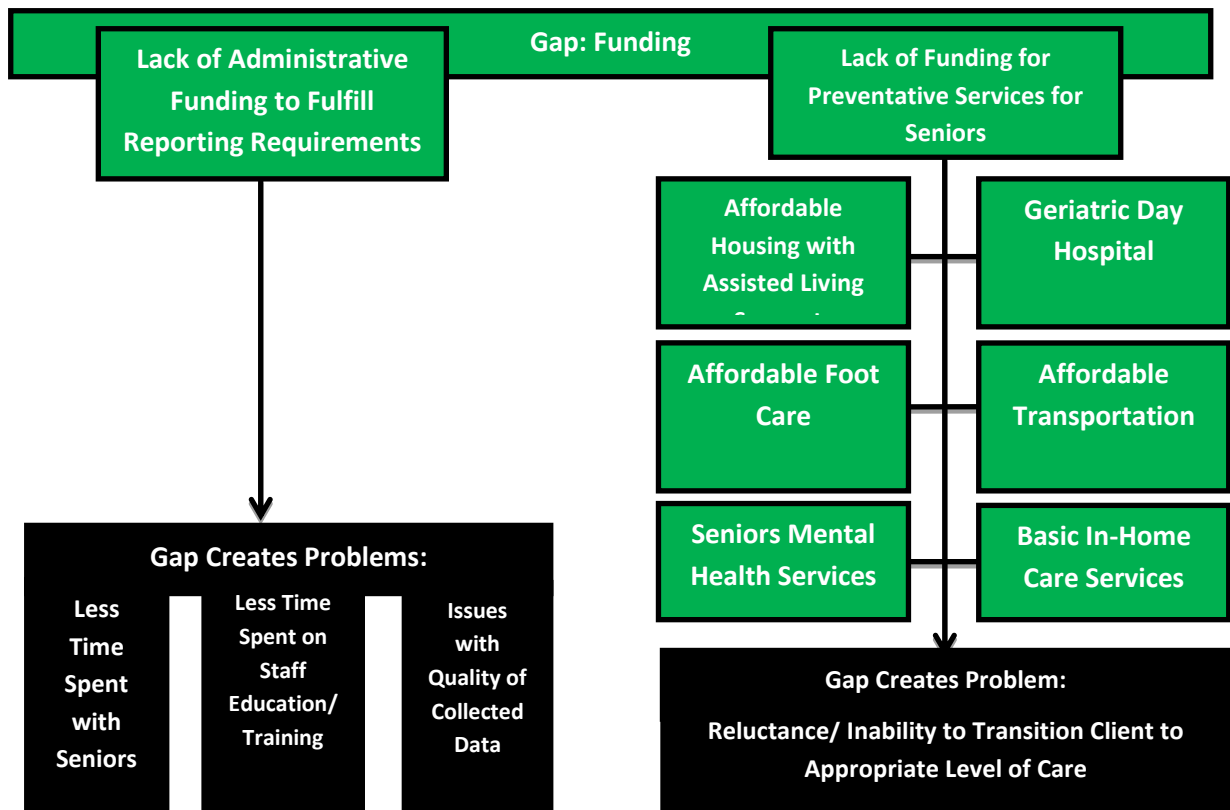 Gap: Funding
Lack of Administrative
Funding to Fulfill
Reporting Requirements
Lack of Funding for
Preventative Services for
Seniors
Affordable
Housing with
Assisted Living
Geriatric Day
Hospital
Affordable Foot
Care
Affordable
Transportation
Seniors Mental
Health Services
Basic In-Home
Care Services
Gap Creates Problems:
Less
Time
Spent
with
Seniors
Less Time
Spent on
Staff
Education/
Training
Issues
with
Quality of
Collected
Data
Gap Creates Problem:
Reluctance/ Inability to Transition Client to
Appropriate Level of Care